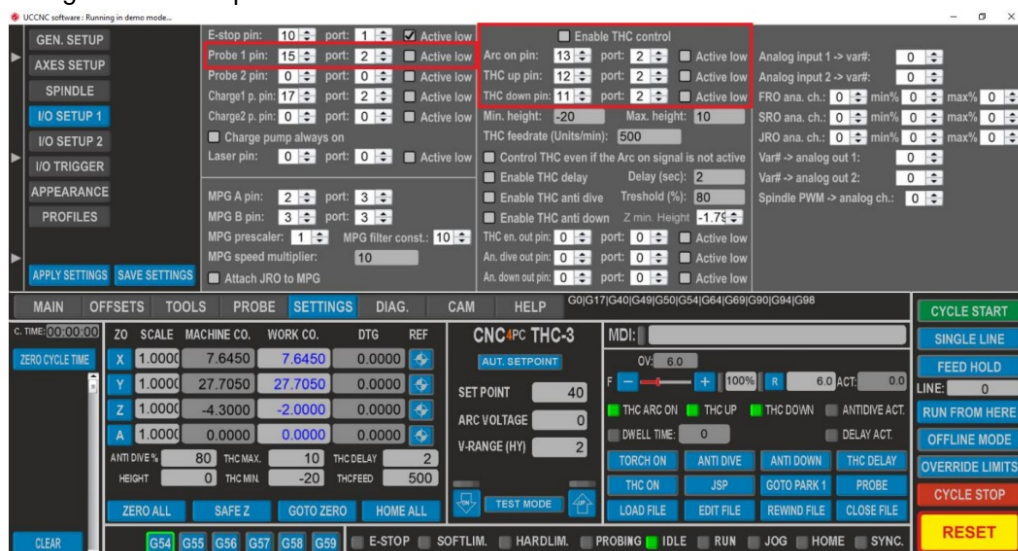 UCCNC software : Running in demo mode...
GEN. SETUP
AXES SETUP
SPINDLE
I/O SETUP 1
I/O SETUP 2
I/O TRIGGER
APPEARANCE
PROFILES
APPLY SETTINGS SAVE SETTINGS
E-stop pin: 10 port: 1 Active low
Probe 1 pin: 15 port: 2 Active low
Probe 2 pin: 0 port: 0 Active low
Charge1 p. pin: 17 port: 2 Active low
Charge2 p. pin: 0 port: 0 Active low
Charge pump always on
Laser pin: 0 port: 0 Active low
MPG A pin: 2 port: 3
MPG B pin: 3 port: 3
MPG prescaler: 1 MPG filter const.: 10
MPG speed multiplier: 10
Attach JRO to MPG
Enable THC control
Arc on pin: 13 port: 2 Active low
THC up pin: 12 port: 2 Active low
THC down pin: 11 port: 2 Active low
Min. height: -20 Max. height: 10
THC feedrate (Units/min): 500
Control THC even if the Arc on signal is not active
Enable THC delay Delay (sec): 2
Enable THC anti dive Treshold (%): 80
Enable THC anti down Z min. Height
THC en. out pin: 0 port: 0 Active low
An. dive out pin: 0 port: 0 Active low
An. down out pin: 0 port: 0 Active low
Analog input 1 -> var#: 0
Analog input 2 -> var#: 0
FRO ana. ch.: 0 min% 0 max% 0
SRO ana. ch.: 0 min% 0 max% 0
JRO ana. ch.: 0 min% 0 max% 0
Var# -> analog out 1: 0
Var# -> analog out 2: 0
Spindle PWM -> analog ch.: 0
MAIN OFFSETS TOOLS PROBE SETTINGS DIAG. CAM HELP
G0|G17|G40|G49|G50|G54|G64|G69|G90|G94|G98
C. TIME: 00:00:00
ZERO CYCLE TIME
CLEAR
ZO SCALE MACHINE CO. WORK CO. DTG REF
X 1.0000 7.6450 7.6450 0.0000
Y 1.0000 27.7050 27.7050 0.0000
Z 1.0000 -4.3000 -2.0000 0.0000
A 1.0000 0.0000 0.0000 0.0000
ANTI DIVE % 80 THC MAX. 10 THC DELAY 2
HEIGHT 0 THC MIN. -20 THCFEED 500
ZERO ALL SAFE Z GOTO ZERO HOME ALL
G54 G55 G56 G57 G58 G59
CNC4PC THC-3
AUT. SETPOINT
SET POINT 40
ARC VOLTAGE 0
V-RANGE (HY) 2
TEST MODE
MDI:
OV: 6.0
F - + 100% R 6.0 ACT: 0.0
THC ARC ON THC UP THC DOWN ANTIDIVE ACT.
DWELL TIME: 0 DELAY ACT.
TORCH ON ANTI DIVE ANTI DOWN THC DELAY
THC ON JSP GOTO PARK 1 PROBE
LOAD FILE EDIT FILE REWIND FILE CLOSE FILE
E-STOP SOFTLIM. HARDLIM. PROBING IDLE RUN JOG HOME SYNC.
CYCLE START
SINGLE LINE
FEED HOLD
LINE: 0
RUN FROM HERE
OFFLINE MODE
OVERRIDE LIMITS
CYCLE STOP
RESET